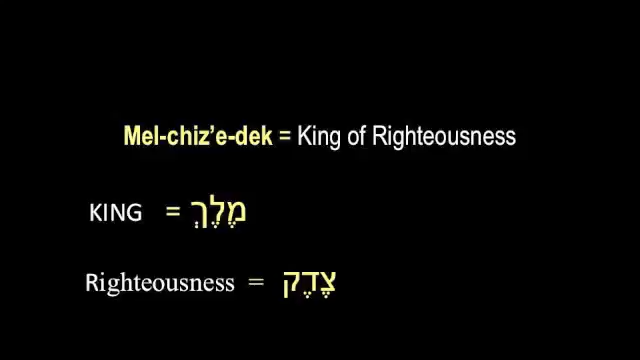 Mel-chiz’e-dek = King of Righteousness
KING = מֶלֶךְ
Righteousness = צֶדֶק